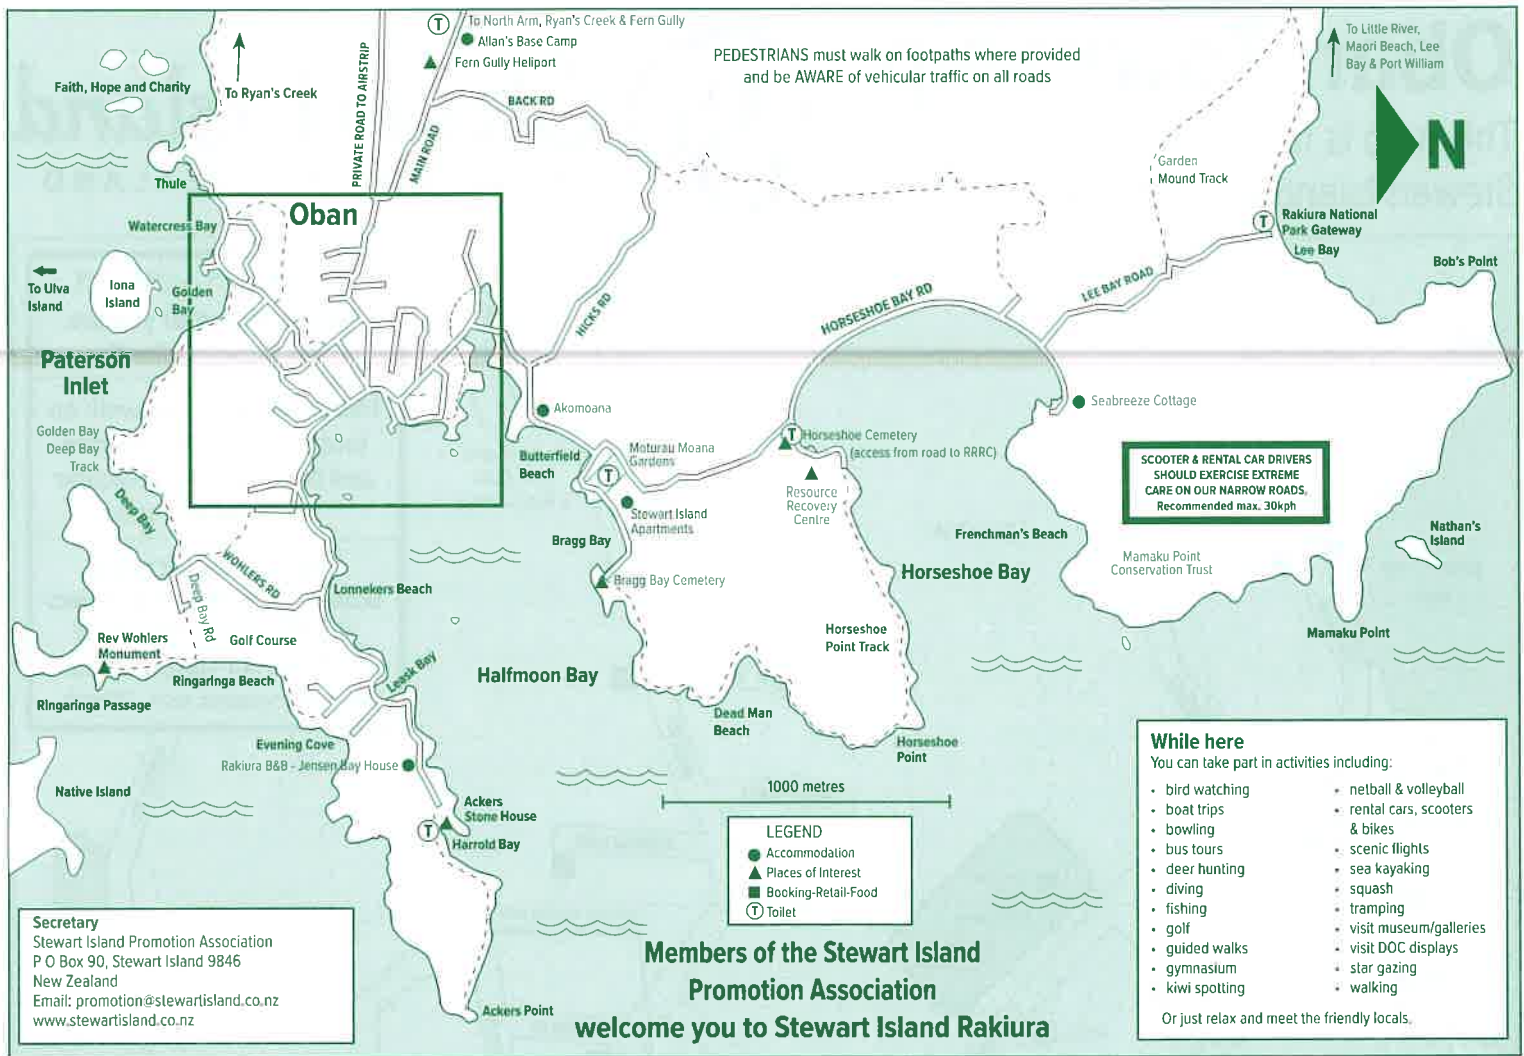 To North Arm, Ryan's Creek & Fern Gully
Allan's Base Camp
Fern Gully Heliport
T
PEDESTRIANS must walk on footpaths where provided
and be AWARE of vehicular traffic on all roads
To Little River,
Maori Beach, Lee
Bay & Port William
N
Faith, Hope and Charity
To Ryan's Creek
PRIVATE ROAD TO AIRSTRIP
MAIN ROAD
BACK RD
Garden
Mound Track
Thule
Oban
Watercress Bay
T
Rakiura National
Park Gateway
Lee Bay
Bob's Point
To Ulva
Island
Iona
Island
Golden
Bay
HICKS RD
HORSESHOE BAY RD
LEE BAY ROAD
Paterson
Inlet
Akomoana
Seabreeze Cottage
Golden Bay
Deep Bay
Track
Butterfield
Beach
T
Moturau Moana
Gardens
T
Horseshoe Cemetery
(access from road to RRRC)
Resource
Recovery
Centre
SCOOTER & RENTAL CAR DRIVERS
SHOULD EXERCISE EXTREME
CARE ON OUR NARROW ROADS.
Recommended max. 30kph
Deep Bay
Stewart Island
Apartments
Bragg Bay
Frenchman's Beach
Nathan's
Island
Mamaku Point
Conservation Trust
WOHLERS RD
Deep Bay Rd
Lonnekers Beach
Bragg Bay Cemetery
Horseshoe Bay
Rev Wohlers
Monument
Golf Course
Horseshoe
Point Track
Mamaku Point
Ringaringa Beach
Ringaringa Passage
Leask Bay
Halfmoon Bay
Dead Man
Beach
Horseshoe
Point
Evening Cove
Rakiura B&B - Jensen Bay House
Native Island
Ackers
Stone House
T
Harrold Bay
1000 metres
LEGEND
Accommodation
Places of Interest
Booking-Retail-Food
T Toilet
While here
You can take part in activities including:
• bird watching
• boat trips
• bowling
• bus tours
• deer hunting
• diving
• fishing
• golf
• guided walks
• gymnasium
• kiwi spotting
• netball & volleyball
• rental cars, scooters
& bikes
• scenic flights
• sea kayaking
• squash
• tramping
• visit museum/galleries
• visit DOC displays
• star gazing
• walking
Or just relax and meet the friendly locals.
Secretary
Stewart Island Promotion Association
P O Box 90, Stewart Island 9846
New Zealand
Email: promotion@stewartisland.co.nz
www.stewartisland.co.nz
Ackers Point
Members of the Stewart Island
Promotion Association
welcome you to Stewart Island Rakiura